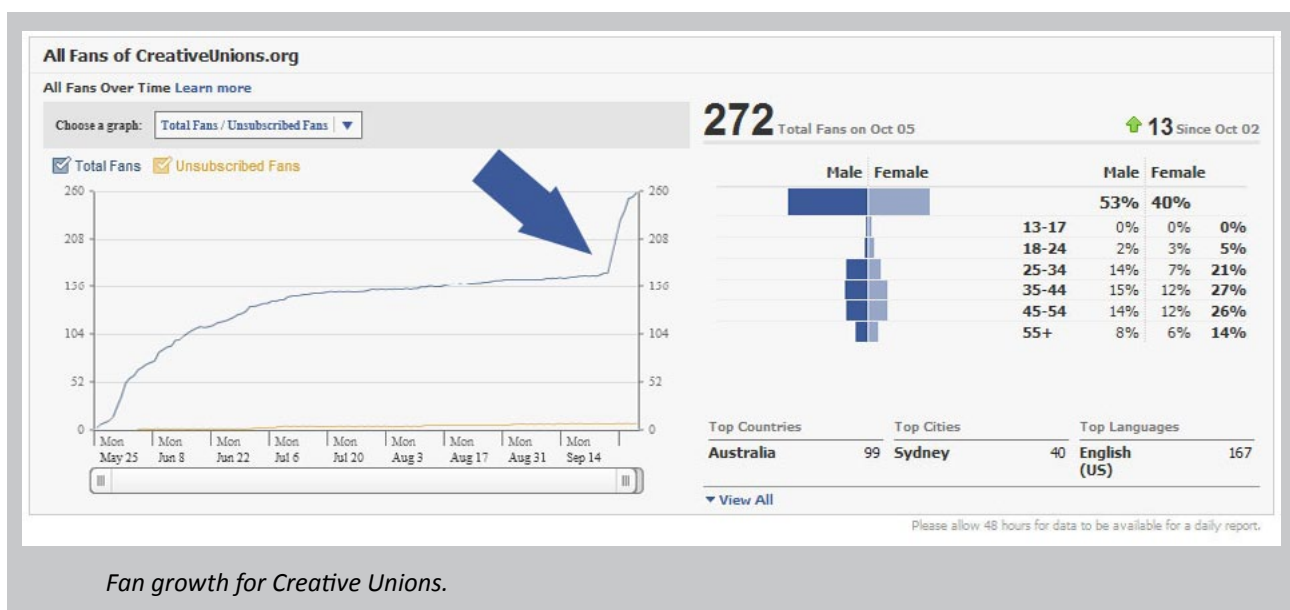 All Fans of CreativeUnions.org
All Fans Over Time Learn more
Choose a graph: Total Fans / Unsubscribed Fans
Total Fans Unsubscribed Fans
260 260
208 208
156 156
104 104
52 52
0 0
Mon Mon Mon Mon Mon Mon Mon Mon Mon
May 25 Jun 8 Jun 22 Jul 6 Jul 20 Aug 3 Aug 17 Aug 31 Sep 14
272 Total Fans on Oct 05 13 Since Oct 02
Male Female Male Female
53% 40%
13-17 0% 0% 0%
18-24 2% 3% 5%
25-34 14% 7% 21%
35-44 15% 12% 27%
45-54 14% 12% 26%
55+ 8% 6% 14%
Top Countries Top Cities Top Languages
Australia 99 Sydney 40 English 167
(US)
View All
Please allow 48 hours for data to be available for a daily report.
Fan growth for Creative Unions.